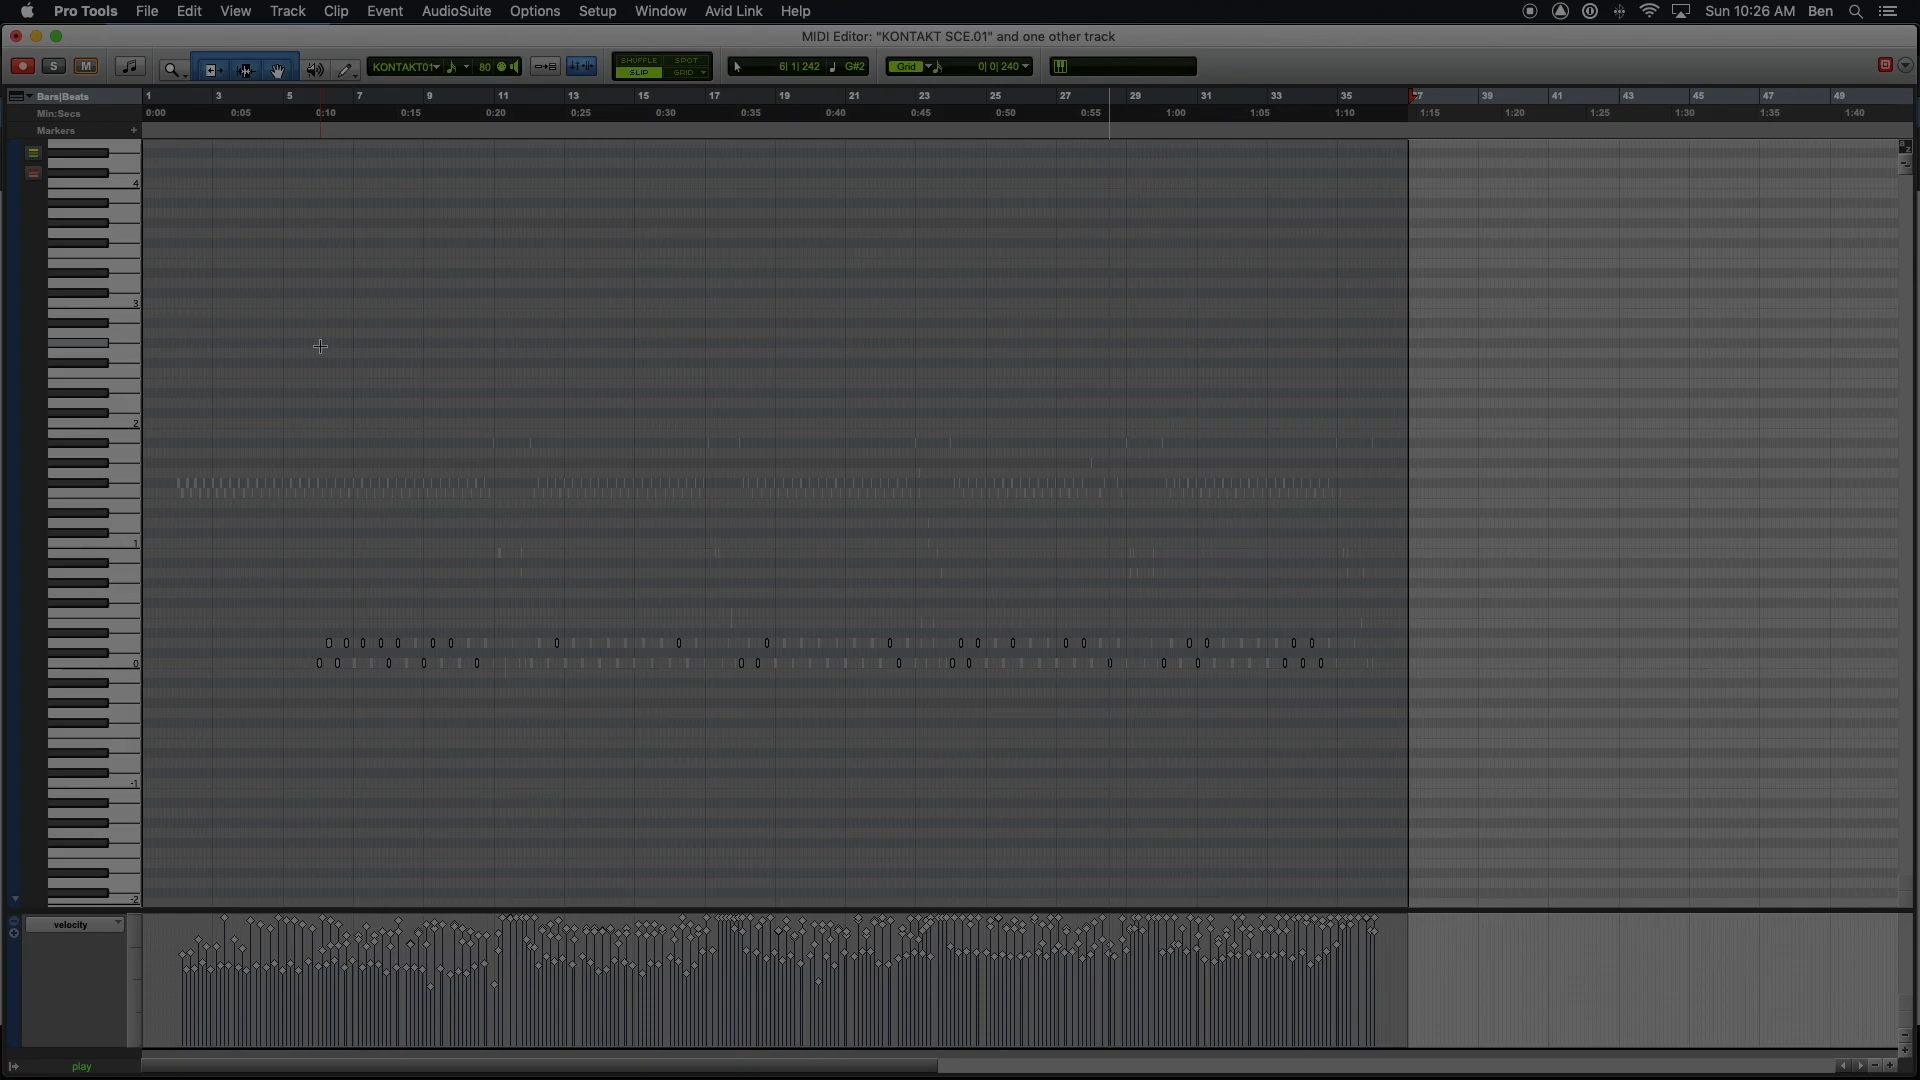 Pro Tools File Edit View Track Clip Event AudioSuite Options Setup Window Avid Link Help Sun 10:26 AM Ben
MIDI Editor: "KONTAKT SCE.01" and one other track
S M KONTAKT01 80 SHUFFLE SPOT 6| 1| 242 G#2 Grid 0| 0| 240
SLIP GRID
Bars|Beats 1 3 5 7 9 11 13 15 17 19 21 23 25 27 29 31 33 35 37 39 41 43 45 47 49
Min:Secs 0:00 0:05 0:10 0:15 0:20 0:25 0:30 0:35 0:40 0:45 0:50 0:55 1:00 1:05 1:10 1:15 1:20 1:25 1:30 1:35 1:40
Markers +
a
z
4
3
2
1
0
-1
-2
velocity
play